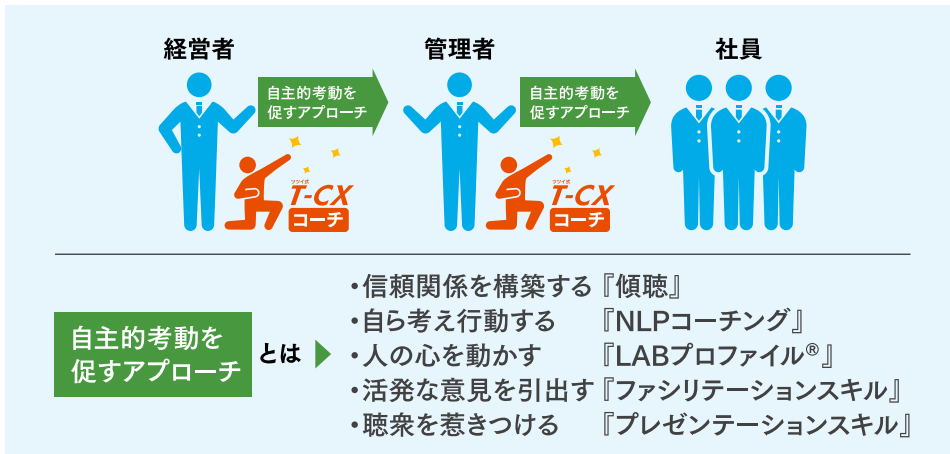 経営者
管理者
社員
自主的考動を
促すアプローチ
自主的考動を
促すアプローチ
ツツイ式
T-CX
コーチ
ツツイ式
T-CX
コーチ
自主的考動を
促すアプローチ
とは
・信頼関係を構築する『傾聴』
・自ら考え行動する 『NLPコーチング』
・人の心を動かす 『LABプロファイル®』
・活発な意見を引出す『ファシリテーションスキル』
・聴衆を惹きつける 『プレゼンテーションスキル』